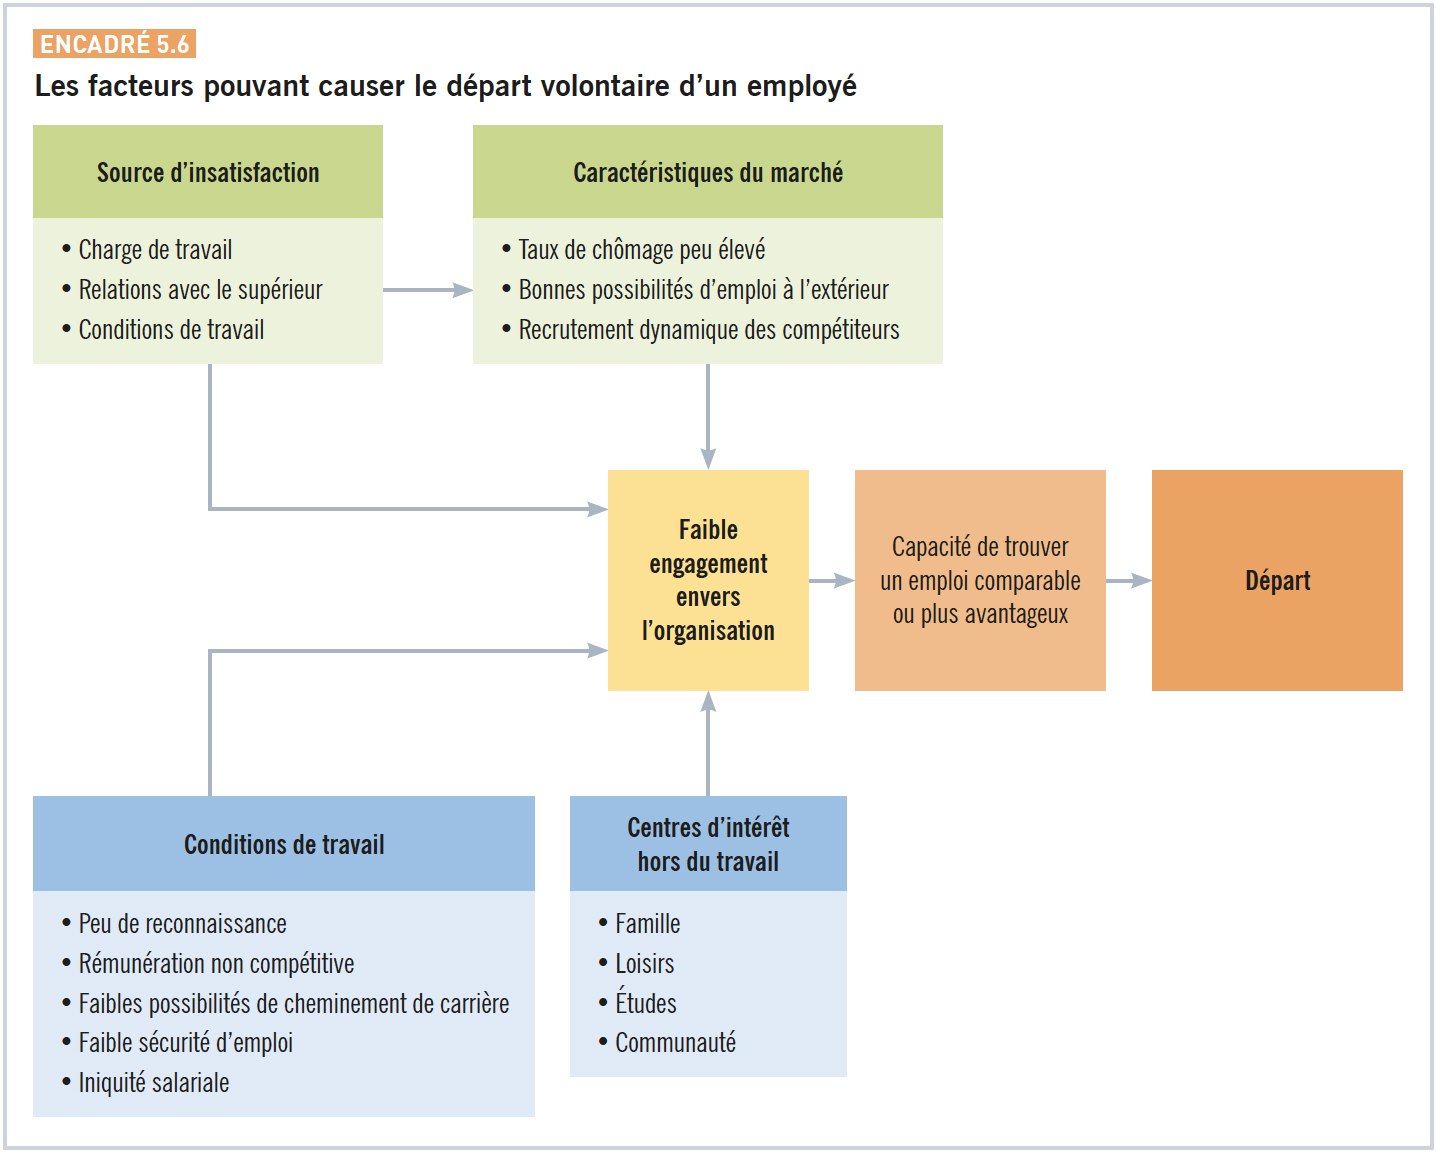 ENCADRÉ 5.6
Les facteurs pouvant causer le départ volontaire d’un employé
Source d’insatisfaction
• Charge de travail
• Relations avec le supérieur
• Conditions de travail
Caractéristiques du marché
• Taux de chômage peu élevé
• Bonnes possibilités d’emploi à l’extérieur
• Recrutement dynamique des compétiteurs
Faible
engagement
envers
l’organisation
Capacité de trouver
un emploi comparable
ou plus avantageux
Départ
Conditions de travail
• Peu de reconnaissance
• Rémunération non compétitive
• Faibles possibilités de cheminement de carrière
• Faible sécurité d’emploi
• Iniquité salariale
Centres d’intérêt
hors du travail
• Famille
• Loisirs
• Études
• Communauté